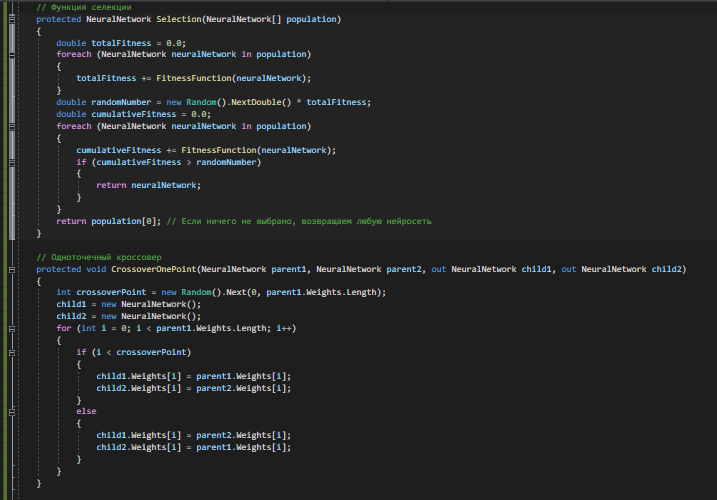 // Функция селекции
protected NeuralNetwork Selection(NeuralNetwork[] population)
{
double totalFitness = 0.0;
foreach (NeuralNetwork neuralNetwork in population)
{
totalFitness += FitnessFunction(neuralNetwork);
}
double randomNumber = new Random().NextDouble() * totalFitness;
double cumulativeFitness = 0.0;
foreach (NeuralNetwork neuralNetwork in population)
{
cumulativeFitness += FitnessFunction(neuralNetwork);
if (cumulativeFitness > randomNumber)
{
return neuralNetwork;
}
}
return population[0]; // Если ничего не выбрано, возвращаем любую нейросеть
}
// Одноточечный кроссовер
protected void CrossoverOnePoint(NeuralNetwork parent1, NeuralNetwork parent2, out NeuralNetwork child1, out NeuralNetwork child2)
{
int crossoverPoint = new Random().Next(0, parent1.Weights.Length);
child1 = new NeuralNetwork();
child2 = new NeuralNetwork();
for (int i = 0; i < parent1.Weights.Length; i++)
{
if (i < crossoverPoint)
{
child1.Weights[i] = parent1.Weights[i];
child2.Weights[i] = parent2.Weights[i];
}
else
{
child1.Weights[i] = parent2.Weights[i];
child2.Weights[i] = parent1.Weights[i];
}
}
}